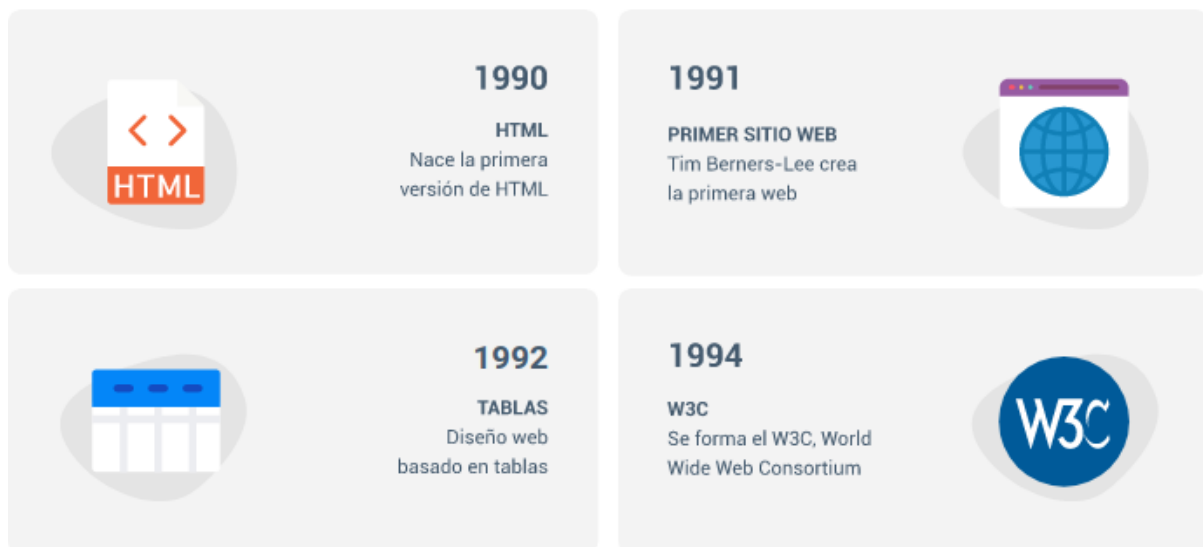 1990
HTML
Nace la primera
versión de HTML
HTML
1991
PRIMER SITIO WEB
Tim Berners-Lee crea
la primera web
1992
TABLAS
Diseño web
basado en tablas
1994
W3C
Se forma el W3C, World
Wide Web Consortium
W3C